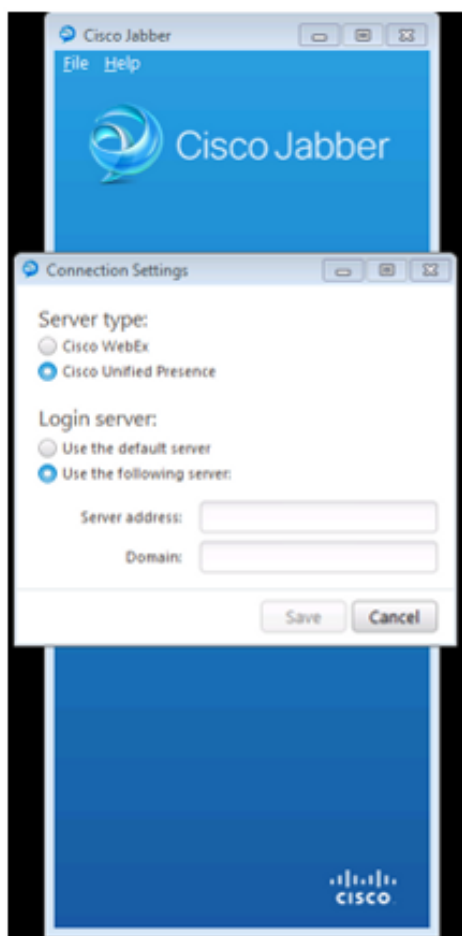 Cisco Jabber
File Help
Cisco Jabber
Connection Settings
Server type:
Cisco WebEx
Cisco Unified Presence
Login server:
Use the default server
Use the following server:
Server address:
Domain:
Save Cancel
CISCO